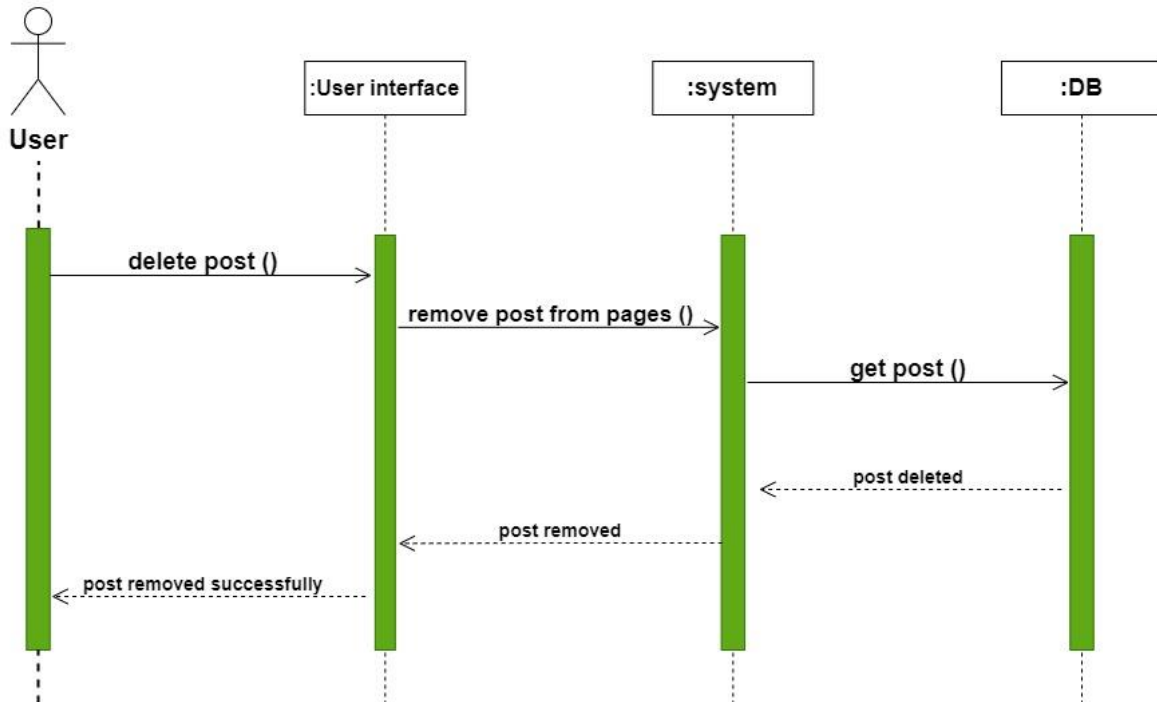 :User interface
:system
:DB
User
delete post ()
remove post from pages ()
get post ()
post deleted
post removed
post removed successfully